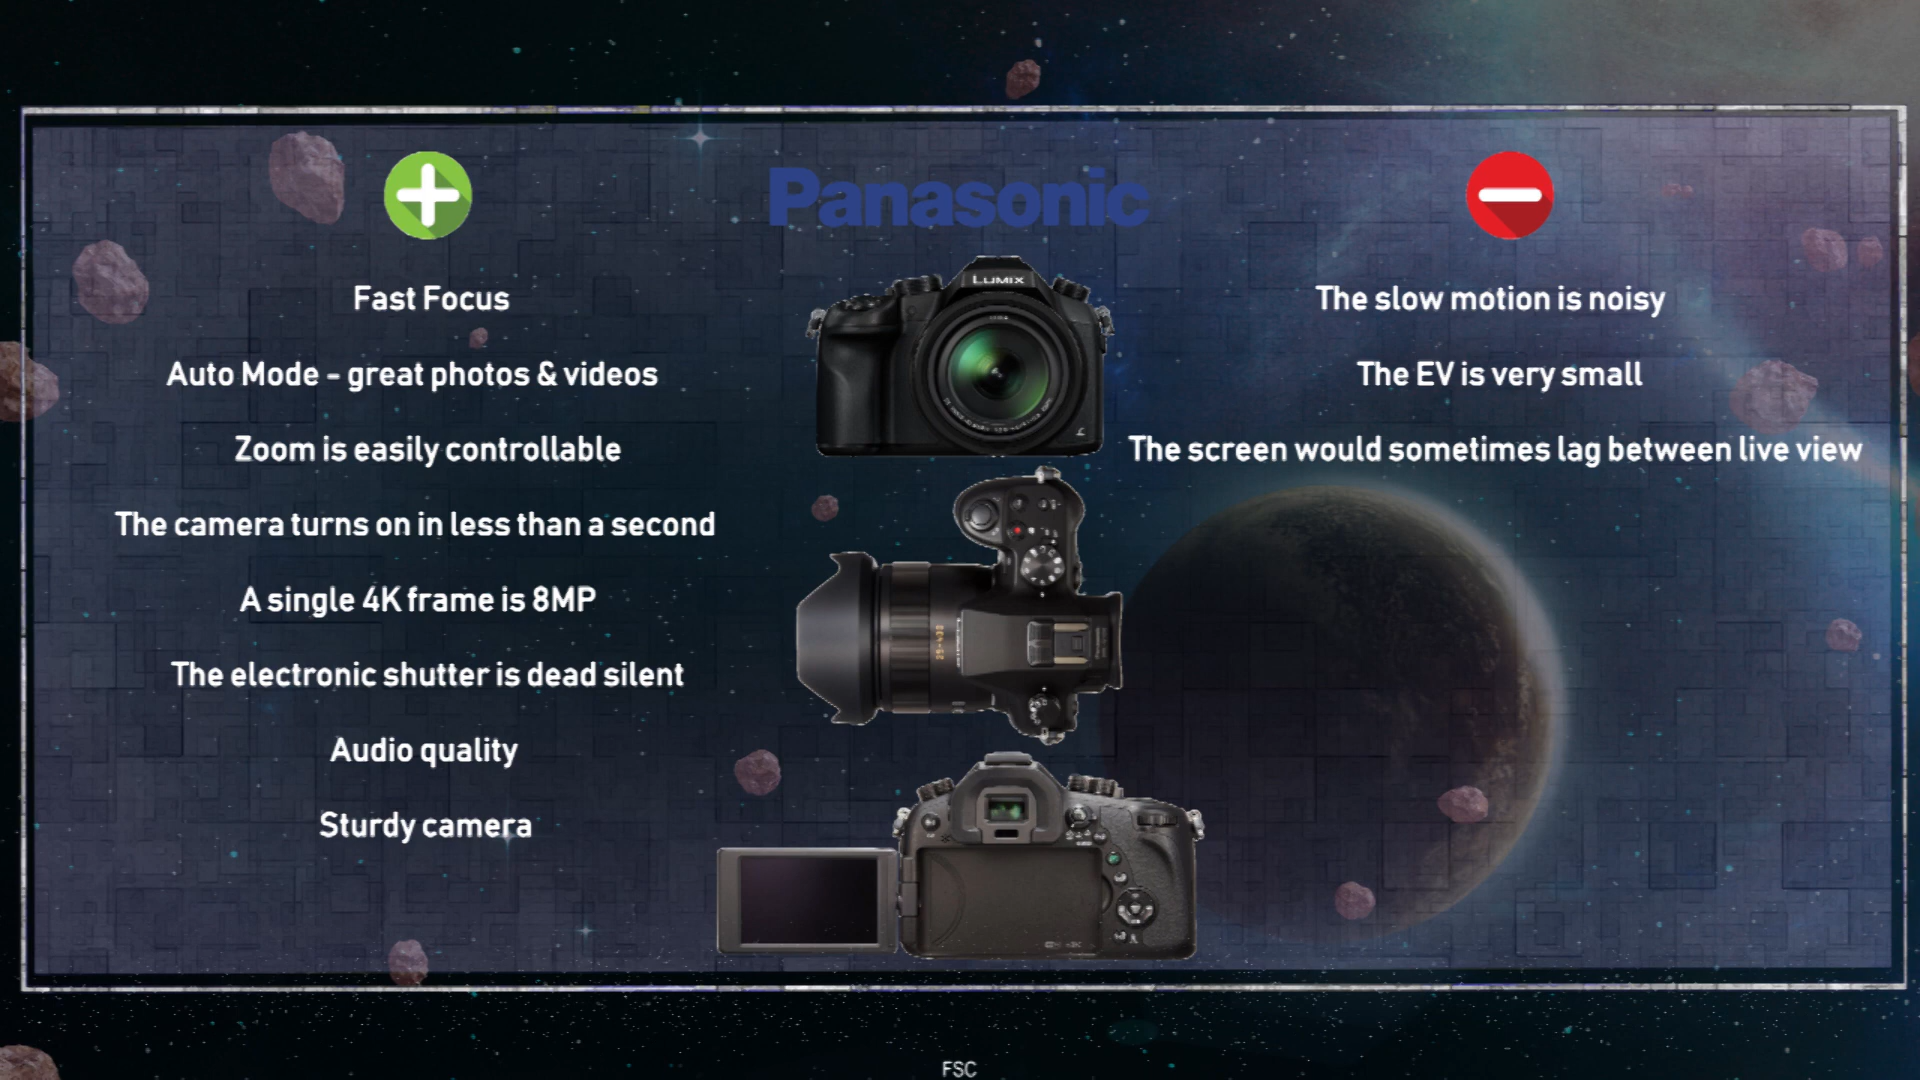 Panasonic
LUMIX
Fast Focus
Auto Mode - great photos & videos
Zoom is easily controllable
The camera turns on in less than a second
A single 4K frame is 8MP
The electronic shutter is dead silent
Audio quality
Sturdy camera
The slow motion is noisy
The EV is very small
The screen would sometimes lag between live view
L
25-400
FSC